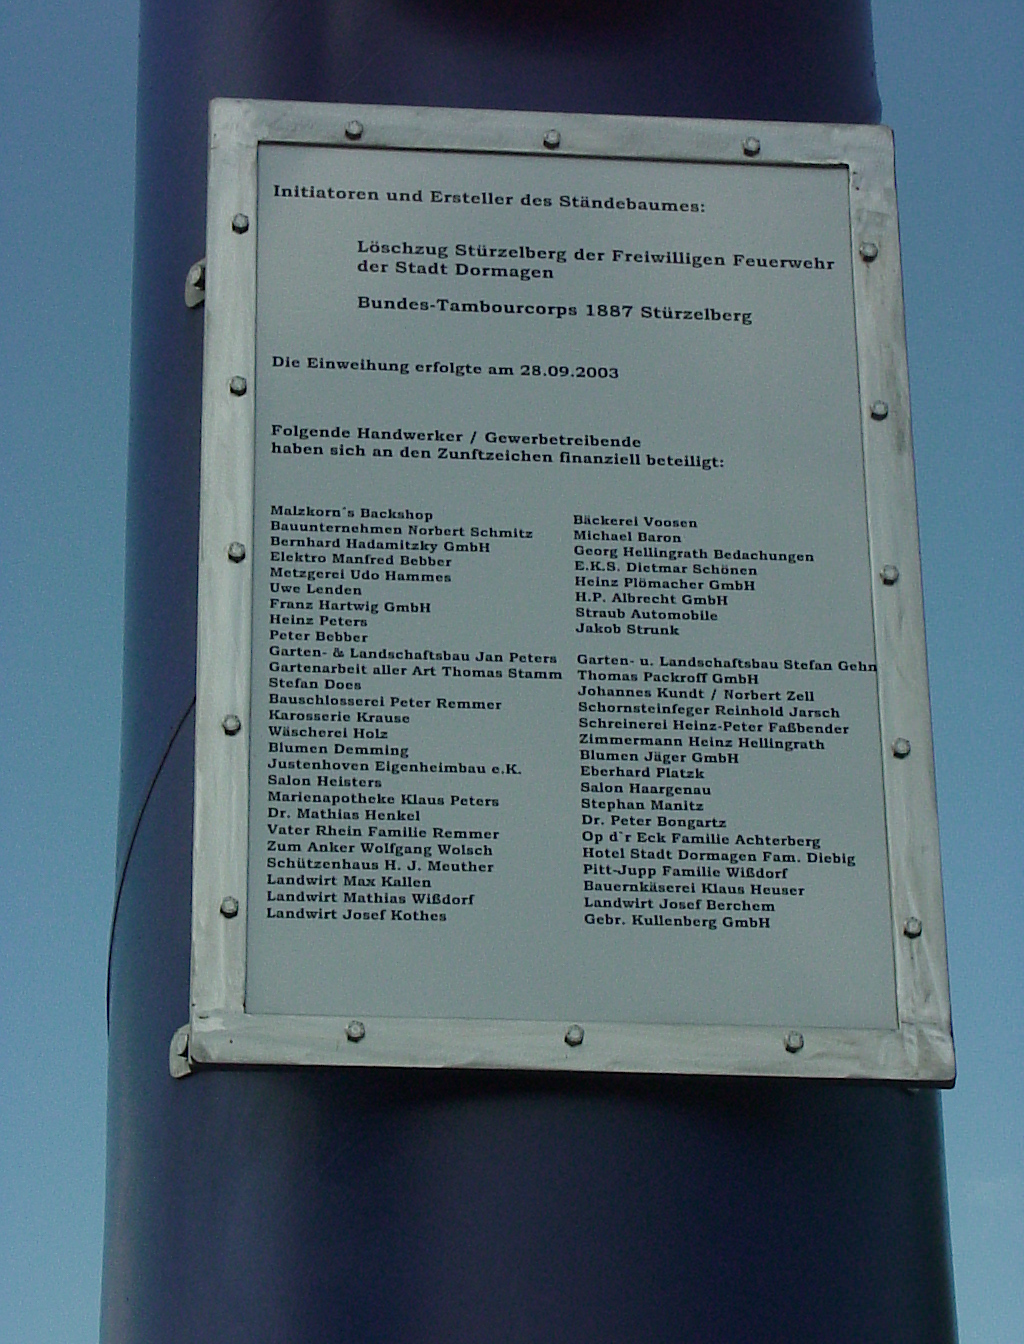 Initiatoren und Ersteller des Ständebaumes:
Löschzug Stürzelberg der Freiwilligen Feuerwehr
der Stadt Dormagen
Bundes-Tambourcorps 1887 Stürzelberg
Die Einweihung erfolgte am 28.09.2003
Folgende Handwerker / Gewerbetreibende
haben sich an den Zunftzeichen finanziell beteiligt:
Malzkorn´s Backshop
Bauunternehmen Norbert Schmitz
Bernhard Hadamitzky GmbH
Elektro Manfred Bebber
Metzgerei Udo Hammes
Uwe Lenden
Franz Hartwig GmbH
Heinz Peters
Peter Bebber
Garten- & Landschaftsbau Jan Peters
Gartenarbeit aller Art Thomas Stamm
Stefan Does
Bauschlosserei Peter Remmer
Karosserie Krause
Wäscherei Holz
Blumen Demming
Justenhoven Eigenheimbau e.K.
Salon Heisters
Marienapotheke Klaus Peters
Dr. Mathias Henkel
Vater Rhein Familie Remmer
Zum Anker Wolfgang Wolsch
Schützenhaus H. J. Meuther
Landwirt Max Kallen
Landwirt Mathias Wißdorf
Landwirt Josef Kothes
Bäckerei Voosen
Michael Baron
Georg Hellingrath Bedachungen
E.K.S. Dietmar Schönen
Heinz Plömacher GmbH
H.P. Albrecht GmbH
Straub Automobile
Jakob Strunk
Garten- u. Landschaftsbau Stefan Gehn
Thomas Packroff GmbH
Johannes Kundt / Norbert Zell
Schornsteinfeger Reinhold Jarsch
Schreinerei Heinz-Peter Faßbender
Zimmermann Heinz Hellingrath
Blumen Jäger GmbH
Eberhard Platzk
Salon Haargenau
Stephan Manitz
Dr. Peter Bongartz
Op d´r Eck Familie Achterberg
Hotel Stadt Dormagen Fam. Diebig
Pitt-Jupp Familie Wißdorf
Bauernkäserei Klaus Heuser
Landwirt Josef Berchem
Gebr. Kullenberg GmbH